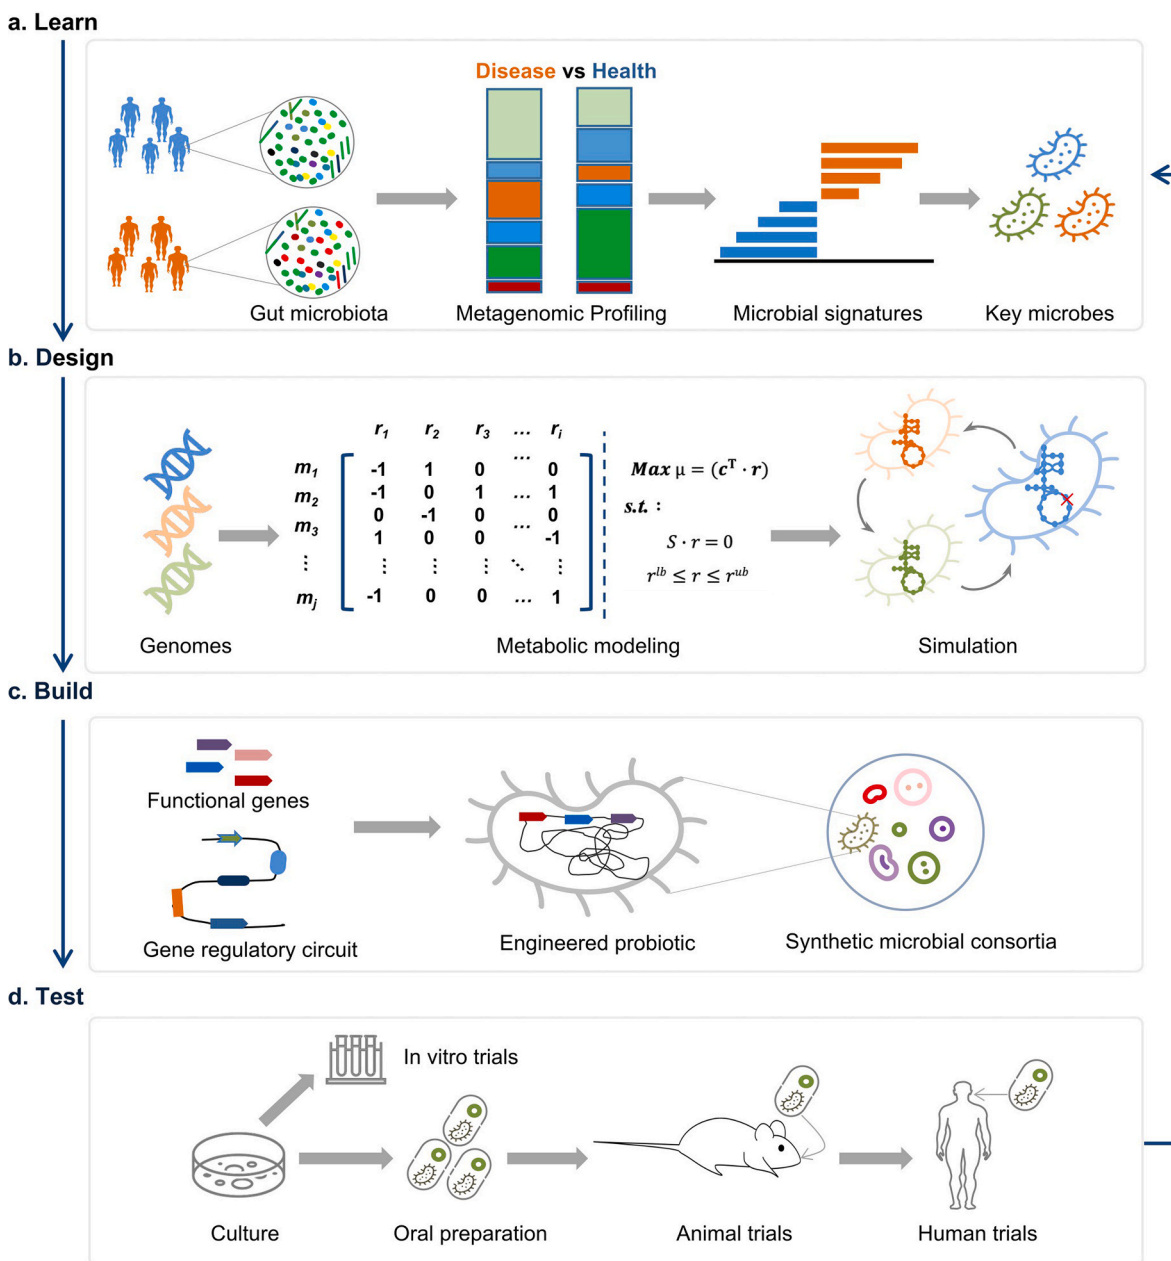 a. Learn
Disease vs Health
Gut microbiota
Metagenomic Profiling
Microbial signatures
Key microbes
b. Design
r1 r2 r3 ... ri
...
m1 -1 1 0 0
m2 -1 0 1 ... 1
0 -1 0 0
m3 ...
1 0 0 -1
⋮ ⋮ ⋮ ⋮ ⋱ ⋮
mj -1 0 0 ... 1
Max μ = (c^T · r)
s.t. :
S · r = 0
r^lb ≤ r ≤ r^ub
Genomes
Metabolic modeling
Simulation
c. Build
Functional genes
Gene regulatory circuit
Engineered probiotic
Synthetic microbial consortia
d. Test
In vitro trials
Culture
Oral preparation
Animal trials
Human trials